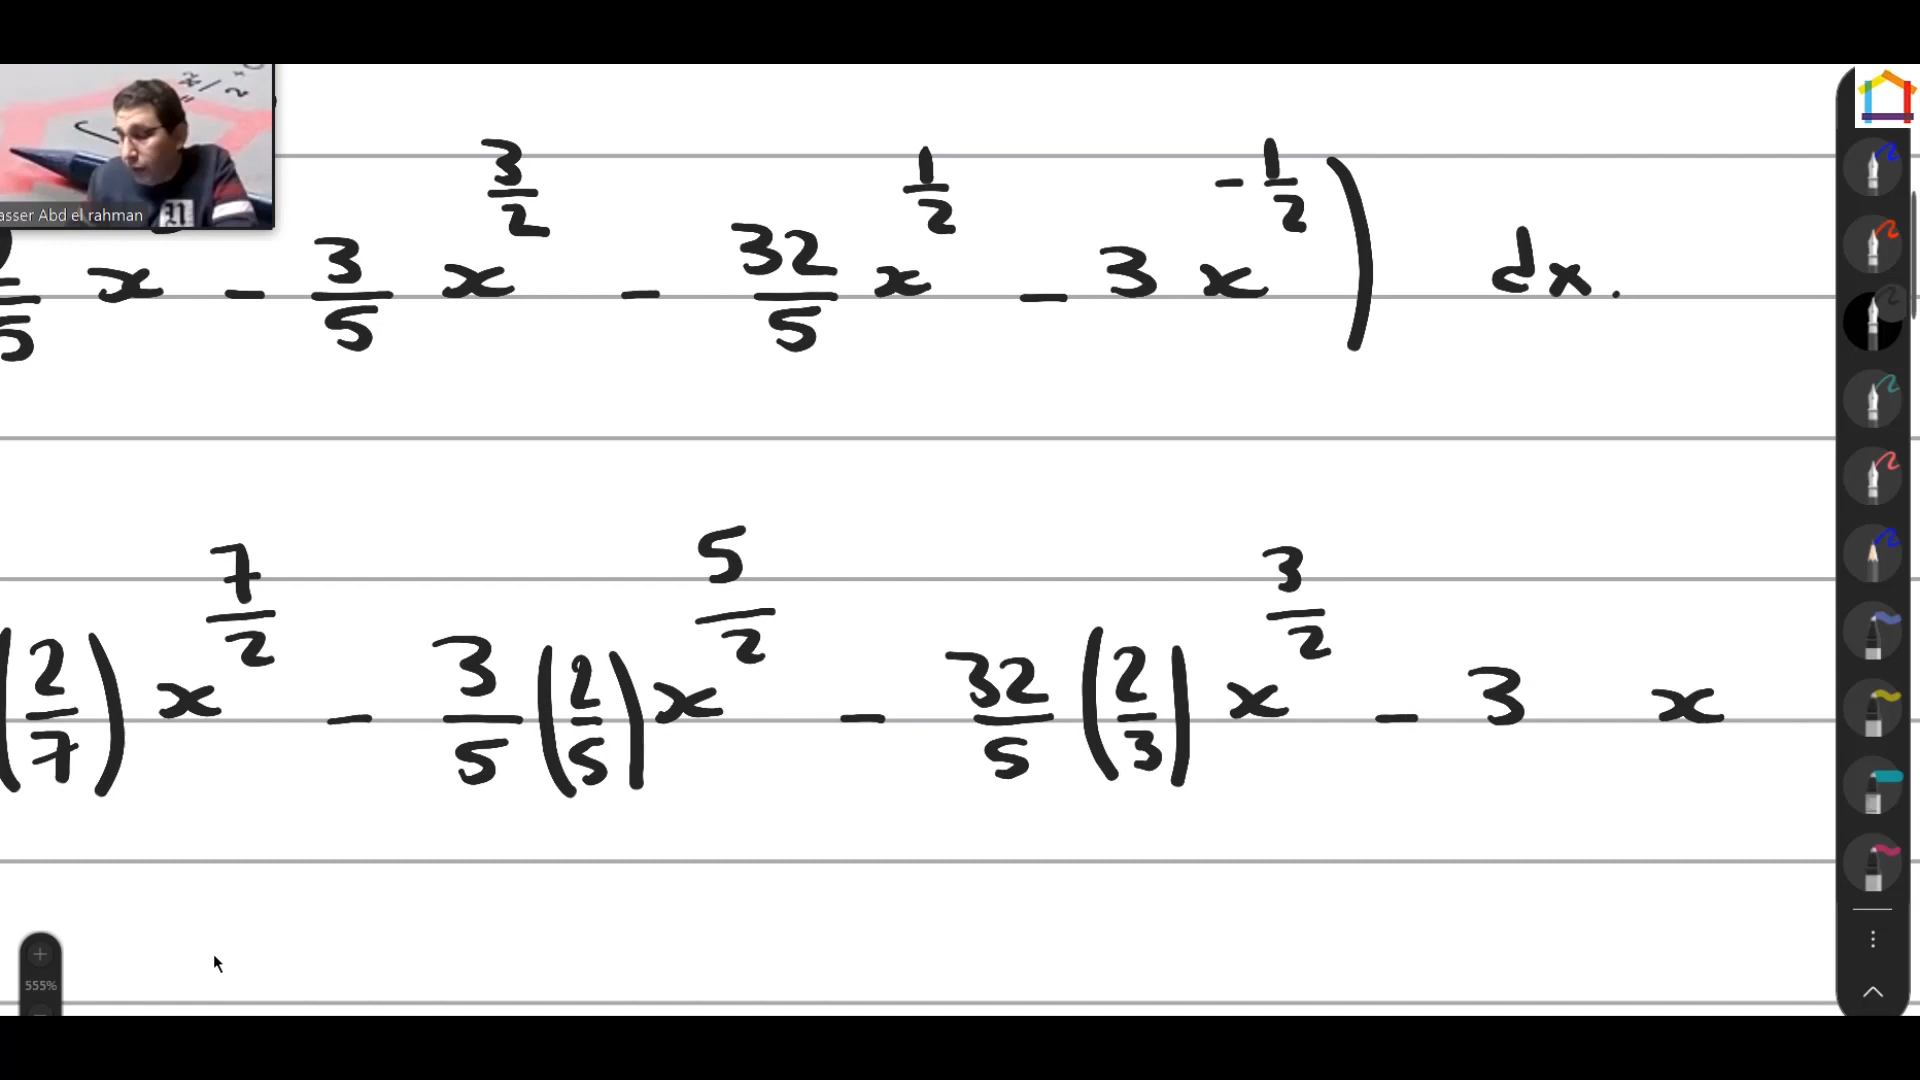 asser Abd el rahman
x - 3/5 x^(3/2) - 32/5 x^(1/2) - 3 x^(-1/2) ) dx.
(2/7) x^(7/2) - 3/5 (2/5) x^(5/2) - 32/5 (2/3) x^(3/2) - 3 x
555%